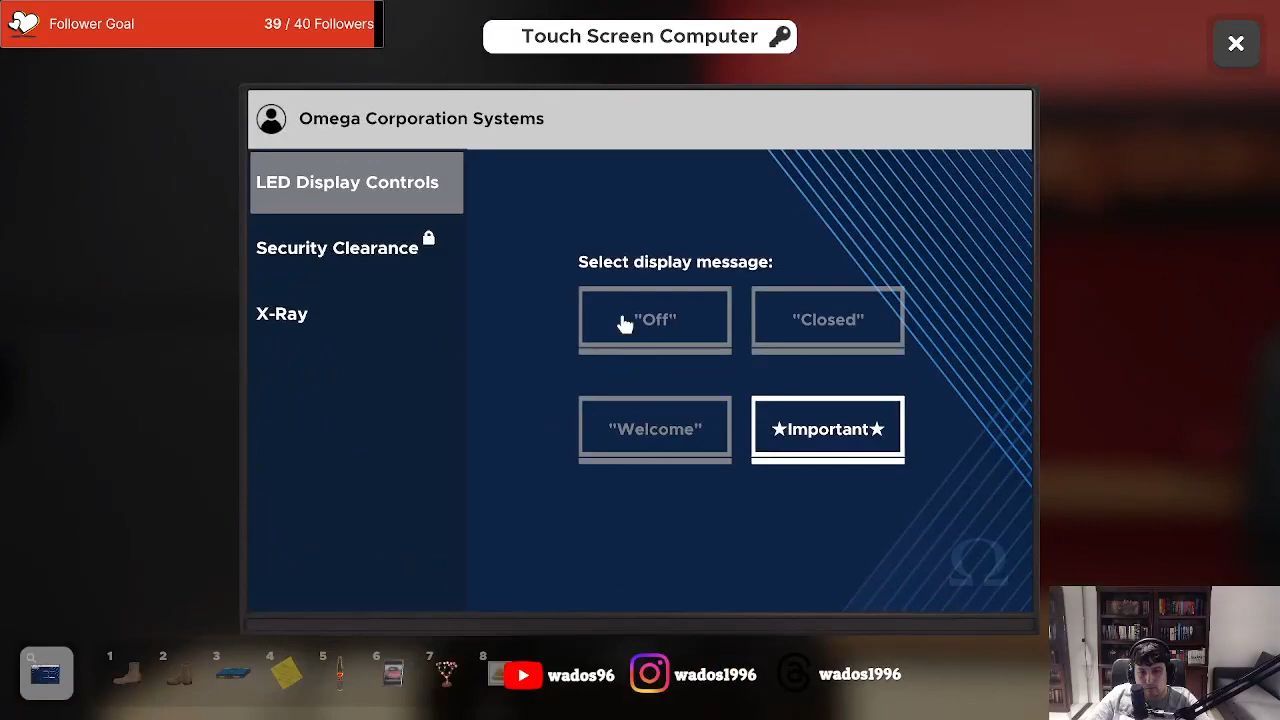 Follower Goal
39 / 40 Followers
Touch Screen Computer
Omega Corporation Systems
LED Display Controls
Security Clearance
X-Ray
Select display message:
"Off"
"Closed"
"Welcome"
★Important★
Ω
1 2 3 4 5 6 7 8
wados96
wados1996
wados1996